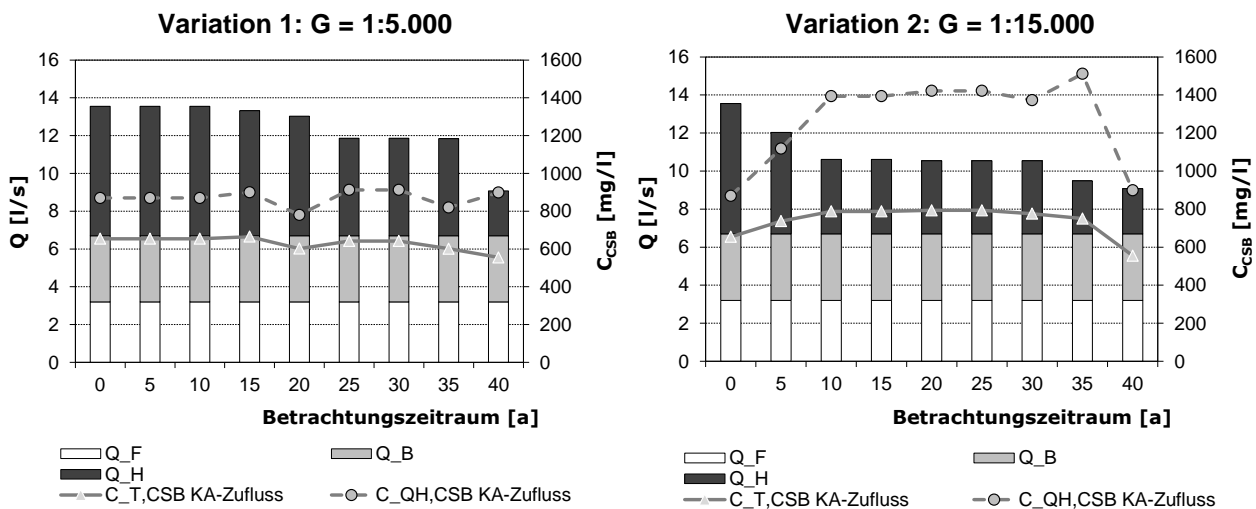 Variation 1: G = 1:5.000
16
14
12
10
8
6
4
2
0
Q [l/s]
1600
1400
1200
1000
800
600
400
200
0
C_CSB [mg/l]
0 5 10 15 20 25 30 35 40
Betrachtungszeitraum [a]
Q_F Q_B
Q_H
C_T,CSB KA-Zufluss C_QH,CSB KA-Zufluss
Variation 2: G = 1:15.000
16
14
12
10
8
6
4
2
0
Q [l/s]
1600
1400
1200
1000
800
600
400
200
0
C_CSB [mg/l]
0 5 10 15 20 25 30 35 40
Betrachtungszeitraum [a]
Q_F Q_B
Q_H
C_T,CSB KA-Zufluss C_QH,CSB KA-Zufluss